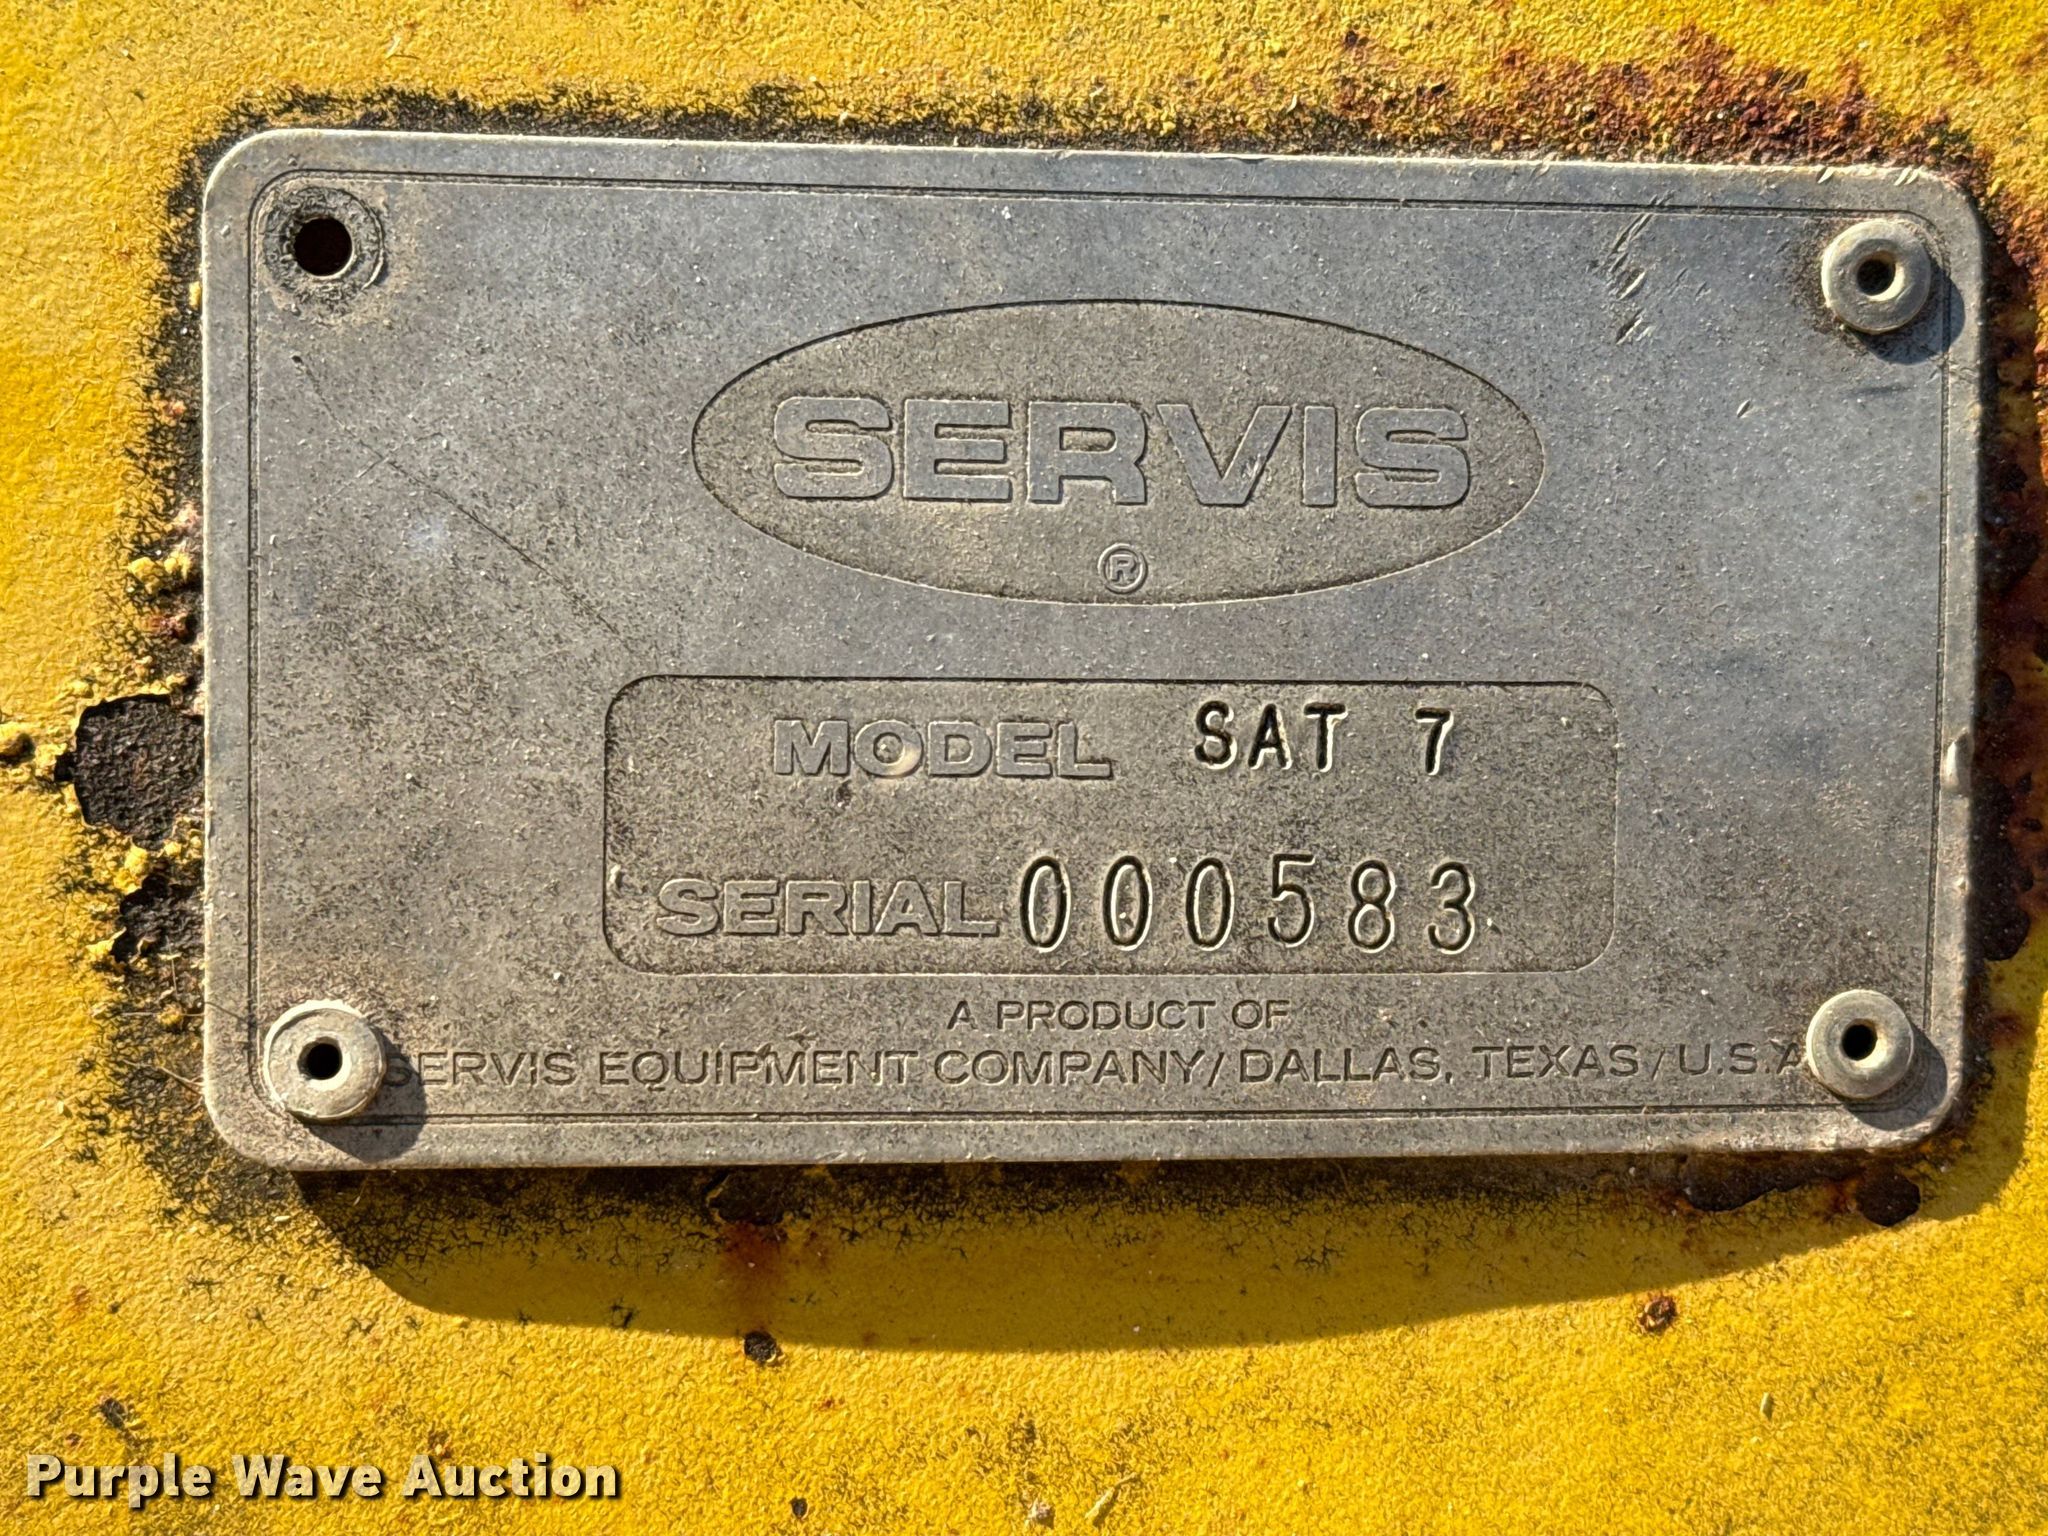 SERVIS
®
MODEL SAT 7
SERIAL 000583
A PRODUCT OF
SERVIS EQUIPMENT COMPANY/DALLAS, TEXAS/U.S.A
Purple Wave Auction